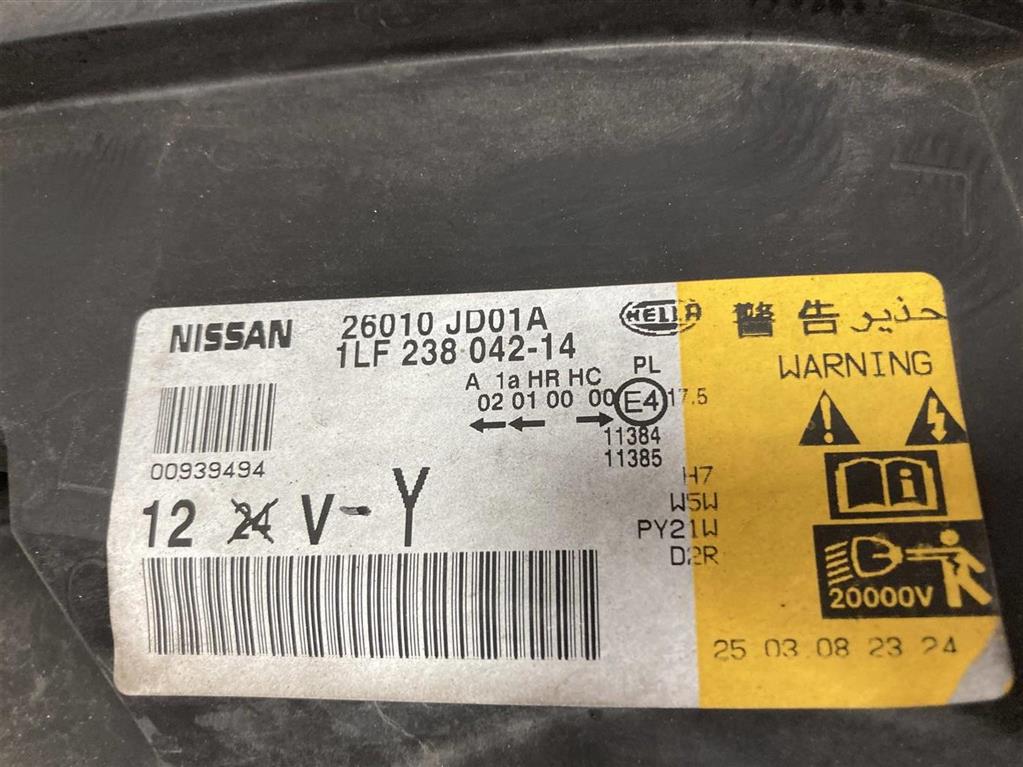 NISSAN
26010 JD01A
1LF 238 042-14
A 1a HR HC PL
02 01 00 00 E4 17.5
11384
11385
00939494
12 24 V - Y
H7
W5W
PY21W
D2R
HELLA
警告 تحذير
WARNING
i
20000V
25 03 08 23 24